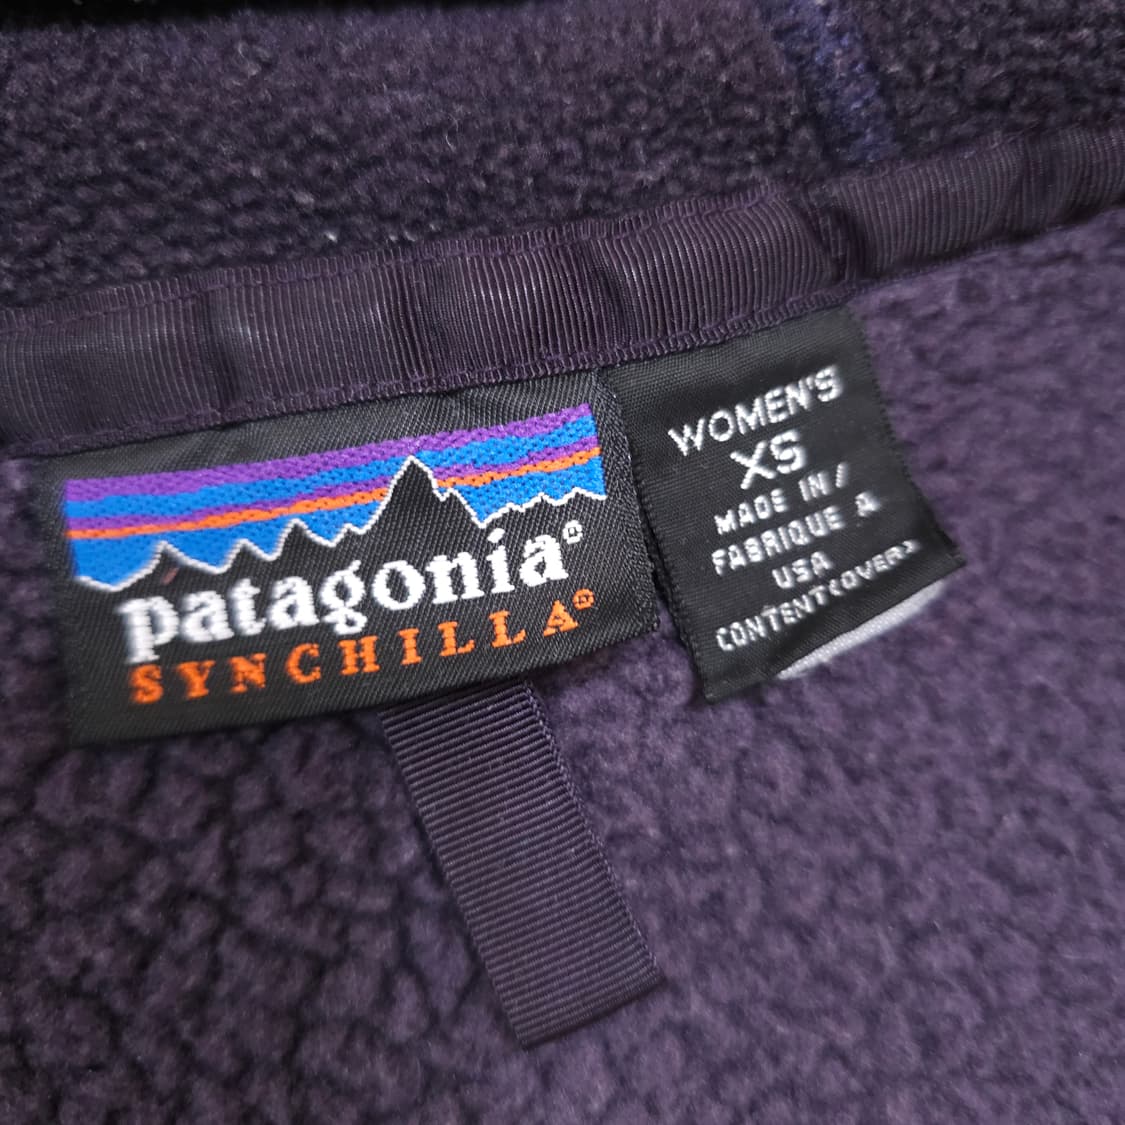 patagonia®
SYNCHILLA®
WOMEN'S
XS
MADE IN/
FABRIQUE A
USA
CONTENT(OVER>